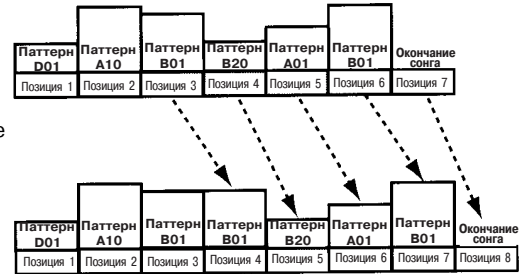 Паттерн D01 Паттерн A10 Паттерн B01 Паттерн B20 Паттерн A01 Паттерн B01 Окончание сонга
Позиция 1 Позиция 2 Позиция 3 Позиция 4 Позиция 5 Позиция 6 Позиция 7
е
Паттерн D01 Паттерн A10 Паттерн B01 Паттерн B01 Паттерн B20 Паттерн A01 Паттерн B01 Окончание сонга
Позиция 1 Позиция 2 Позиция 3 Позиция 4 Позиция 5 Позиция 6 Позиция 7 Позиция 8